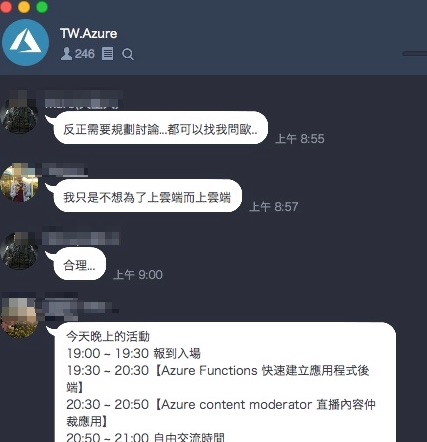 TW.Azure
246
反正需要規劃討論...都可以找我問歐..
上午 8:55
我只是不想為了上雲端而上雲端
上午 8:57
合理...
上午 9:00
今天晚上的活動
19:00 ~ 19:30 報到入場
19:30 ~ 20:30【Azure Functions 快速建立應用程式後
端】
20:30 ~ 20:50【Azure content moderator 直播內容仲
裁應用】
20:50 ~ 21:00 自由交流時間